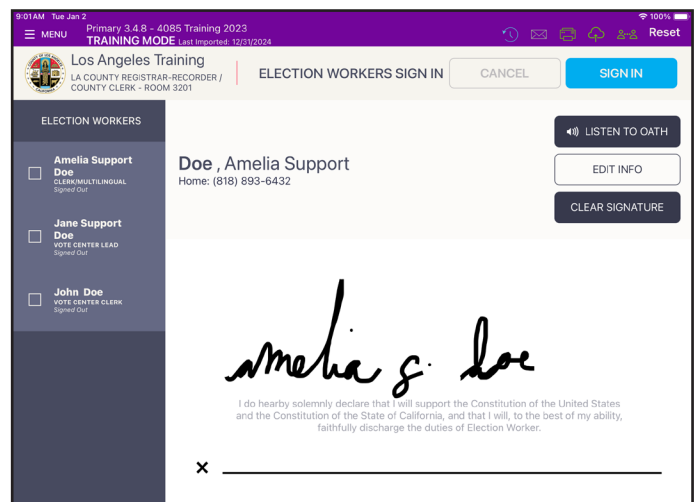 9:01AM Tue Jan 2
100%
MENU
Primary 3.4.8 - 4085 Training 2023
TRAINING MODE Last Imported: 12/31/2024
Reset
Los Angeles Training
LA COUNTY REGISTRAR-RECORDER /
COUNTY CLERK - ROOM 3201
ELECTION WORKERS SIGN IN
CANCEL
SIGN IN
ELECTION WORKERS
Amelia Support
Doe
CLERK/MULTILINGUAL
Signed Out
Jane Support
Doe
VOTE CENTER LEAD
Signed Out
John Doe
VOTE CENTER CLERK
Signed Out
Doe , Amelia Support
Home: (818) 893-6432
LISTEN TO OATH
EDIT INFO
CLEAR SIGNATURE
amelia g. doe
I do hearby solemnly declare that I will support the Constitution of the United States
and the Constitution of the State of California, and that I will, to the best of my ability,
faithfully discharge the duties of Election Worker.
×